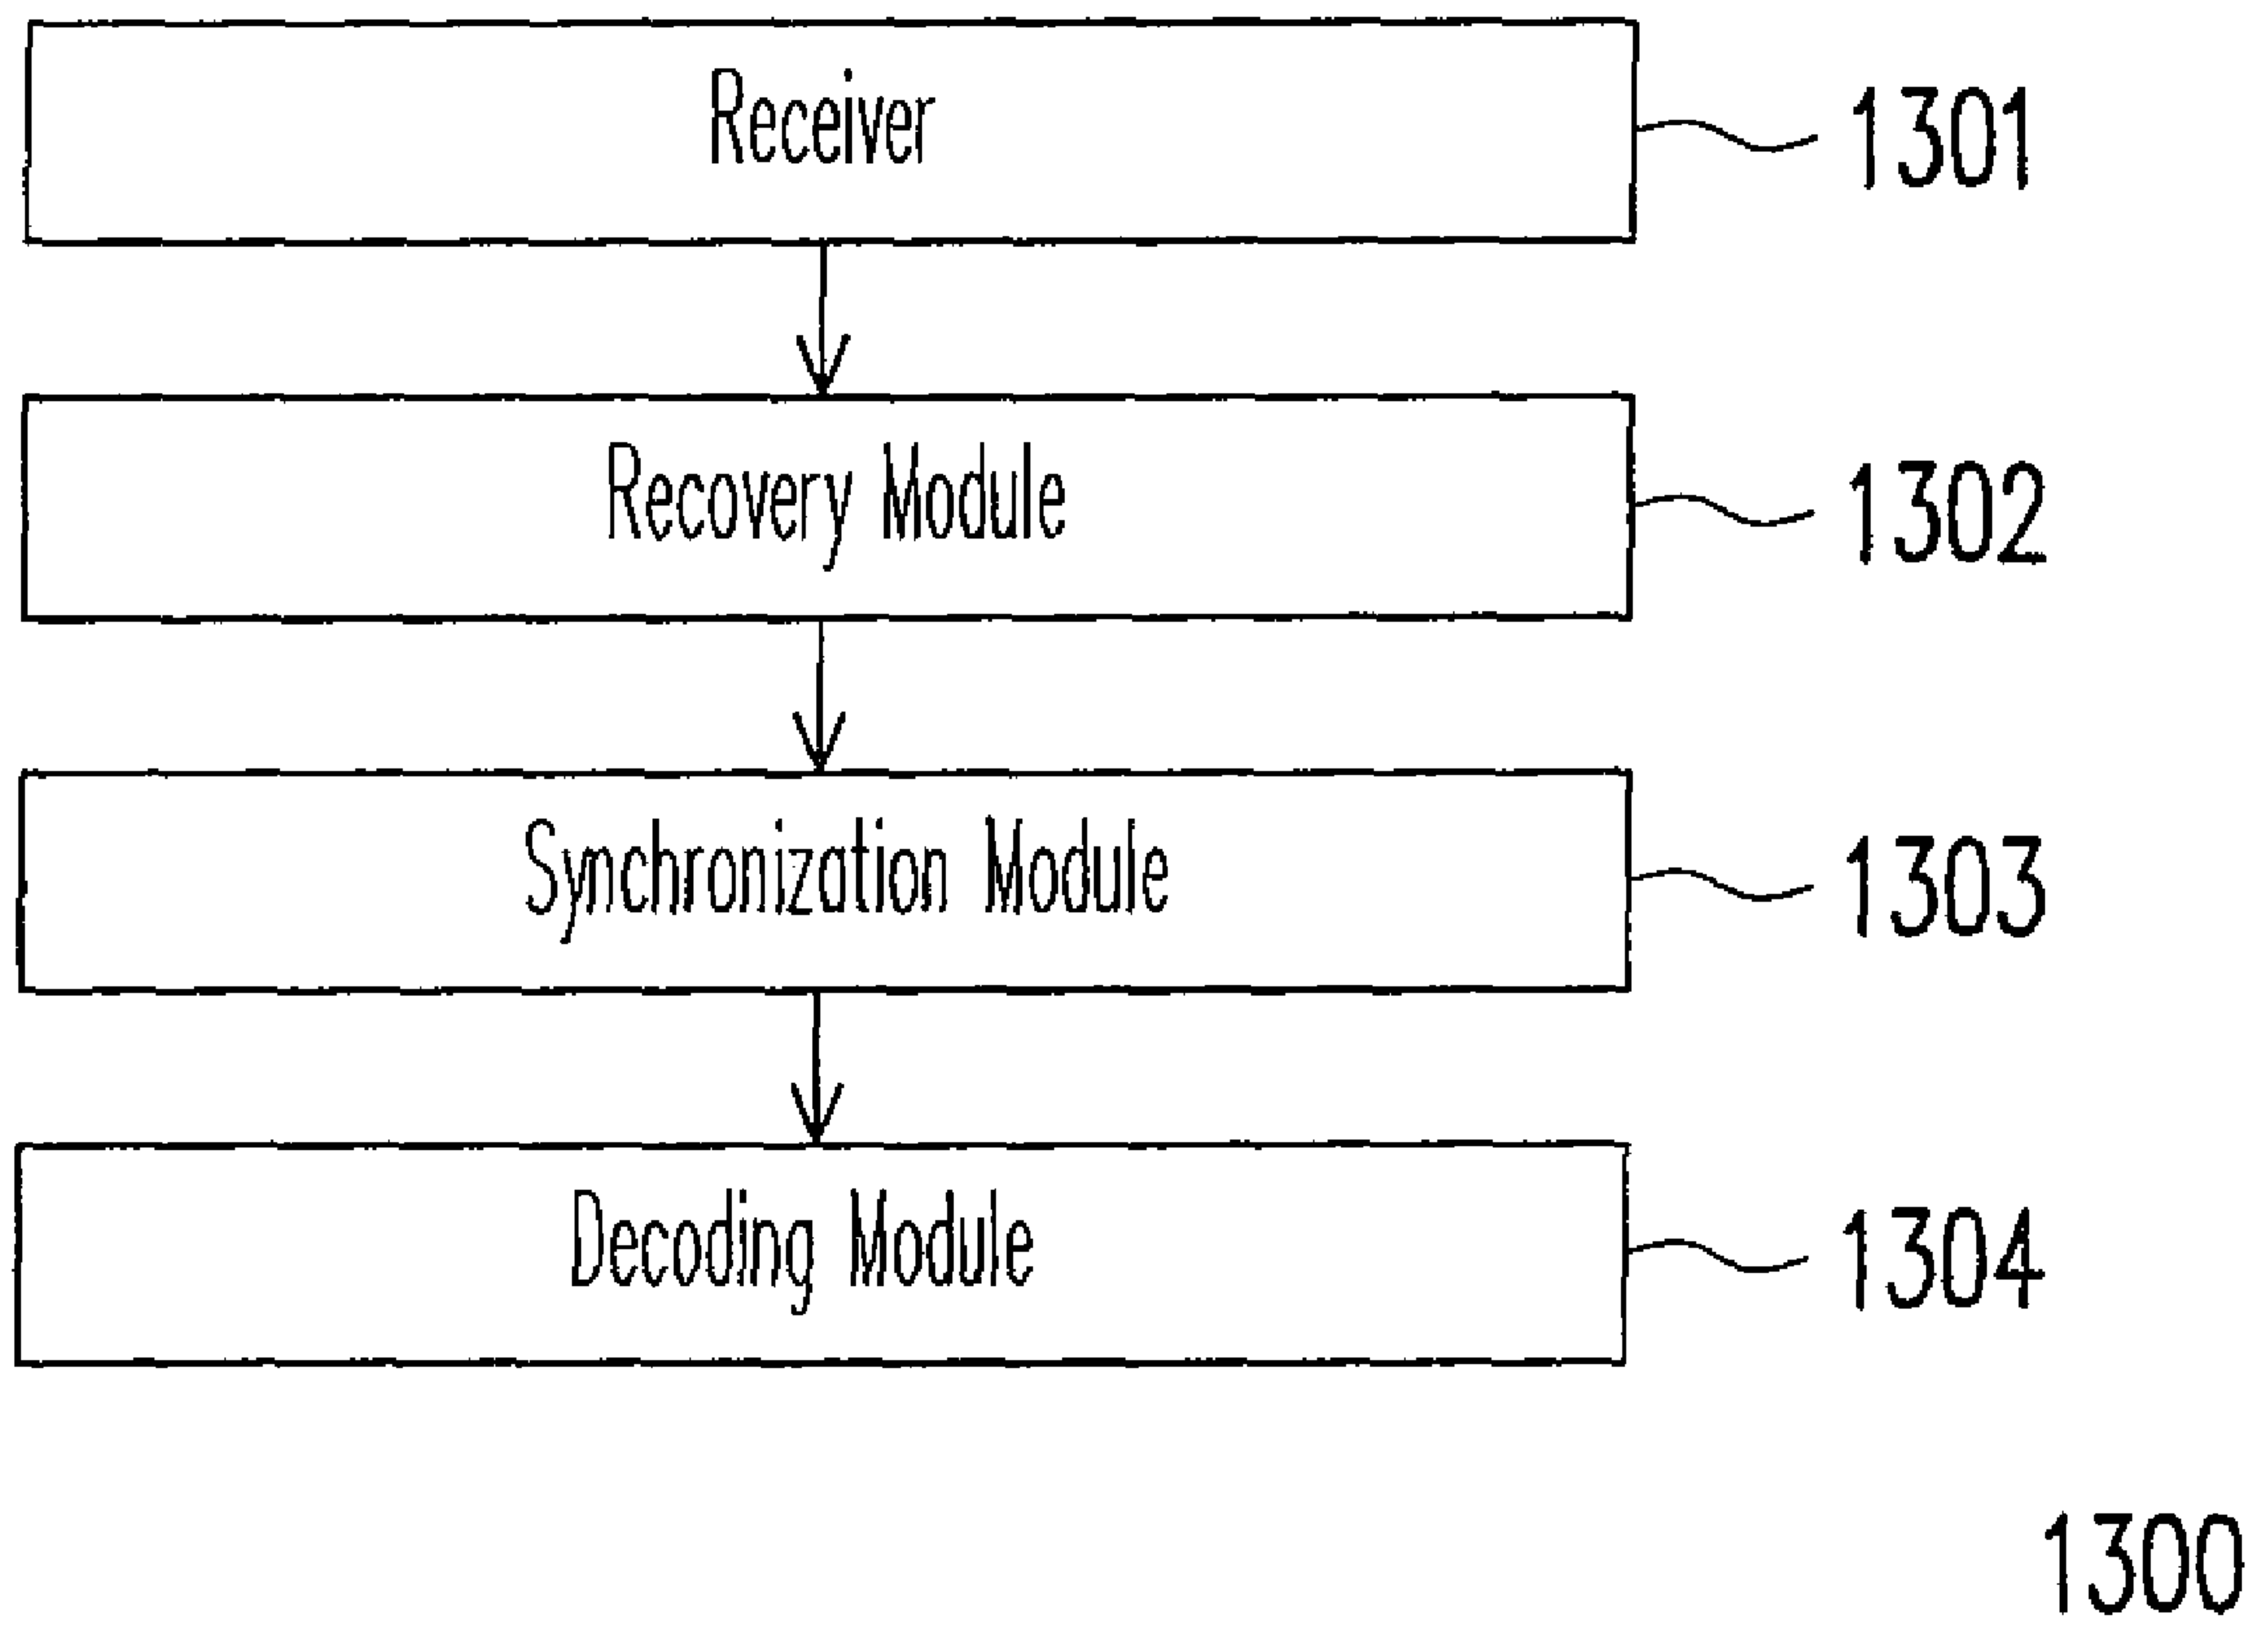 Receiver
1301
Recovery Module
1302
Synchronization Module
1303
Decoding Module
1304
1300